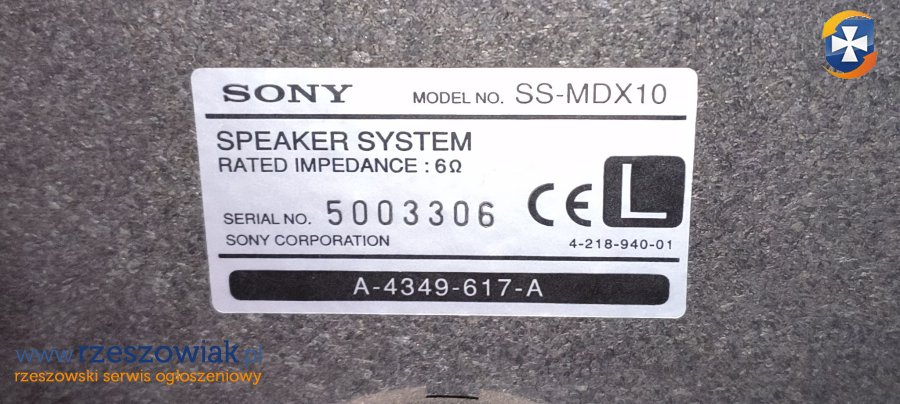 SONY MODEL NO. SS-MDX10
SPEAKER SYSTEM
RATED IMPEDANCE : 6Ω
SERIAL NO. 5003306
CE L
SONY CORPORATION 4-218-940-01
A-4349-617-A
www.rzeszowiak.pl
rzeszowski serwis ogłoszeniowy